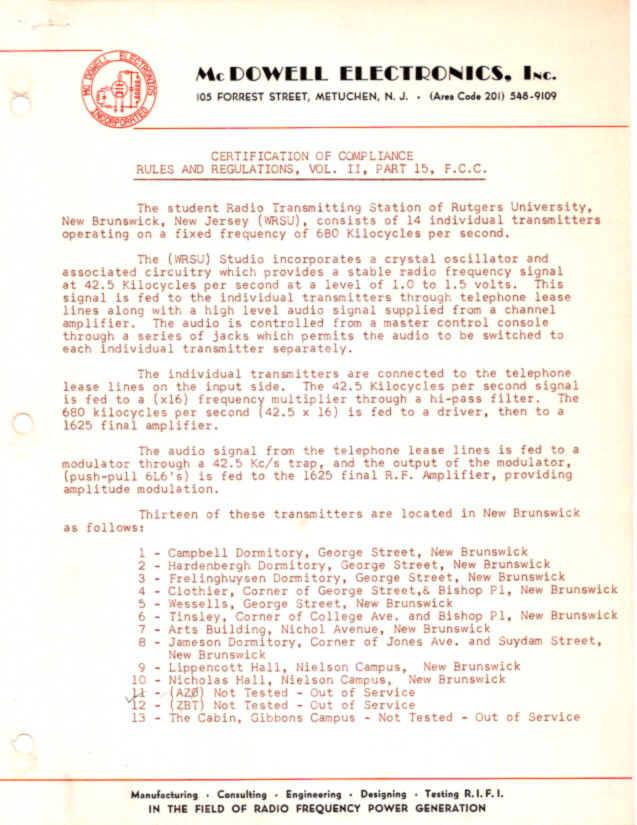 MC DOWELL ELECTRONICS
INCORPORATED
Mc DOWELL ELECTRONICS, Inc.
105 FORREST STREET, METUCHEN, N. J. • (Area Code 201) 548-9109
CERTIFICATION OF COMPLIANCE
RULES AND REGULATIONS, VOL. II, PART 15, F.C.C.
The student Radio Transmitting Station of Rutgers University,
New Brunswick, New Jersey (WRSU), consists of 14 individual transmitters
operating on a fixed frequency of 680 Kilocycles per second.
The (WRSU) Studio incorporates a crystal oscillator and
associated circuitry which provides a stable radio frequency signal
at 42.5 Kilocycles per second at a level of 1.0 to 1.5 volts. This
signal is fed to the individual transmitters through telephone lease
lines along with a high level audio signal supplied from a channel
amplifier. The audio is controlled from a master control console
through a series of jacks which permits the audio to be switched to
each individual transmitter separately.
The individual transmitters are connected to the telephone
lease lines on the input side. The 42.5 Kilocycles per second signal
is fed to a (x16) frequency multiplier through a hi-pass filter. The
680 kilocycles per second (42.5 x 16) is fed to a driver, then to a
1625 final amplifier.
The audio signal from the telephone lease lines is fed to a
modulator through a 42.5 Kc/s trap, and the output of the modulator,
(push-pull 6L6's) is fed to the 1625 final R.F. Amplifier, providing
amplitude modulation.
Thirteen of these transmitters are located in New Brunswick
as follows:
1 - Campbell Dormitory, George Street, New Brunswick
2 - Hardenbergh Dormitory, George Street, New Brunswick
3 - Frelinghuysen Dormitory, George Street, New Brunswick
4 - Clothier, Corner of George Street,& Bishop Pl, New Brunswick
5 - Wessells, George Street, New Brunswick
6 - Tinsley, Corner of College Ave. and Bishop Pl, New Brunswick
7 - Arts Building, Nichol Avenue, New Brunswick
8 - Jameson Dormitory, Corner of Jones Ave. and Suydam Street,
New Brunswick
9 - Lippencott Hall, Nielson Campus, New Brunswick
10 - Nicholas Hall, Nielson Campus, New Brunswick
11 - (AZØ) Not Tested - Out of Service
12 - (ZBT) Not Tested - Out of Service
13 - The Cabin, Gibbons Campus - Not Tested - Out of Service
Manufacturing • Consulting • Engineering • Designing • Testing R.I.F.I.
IN THE FIELD OF RADIO FREQUENCY POWER GENERATION